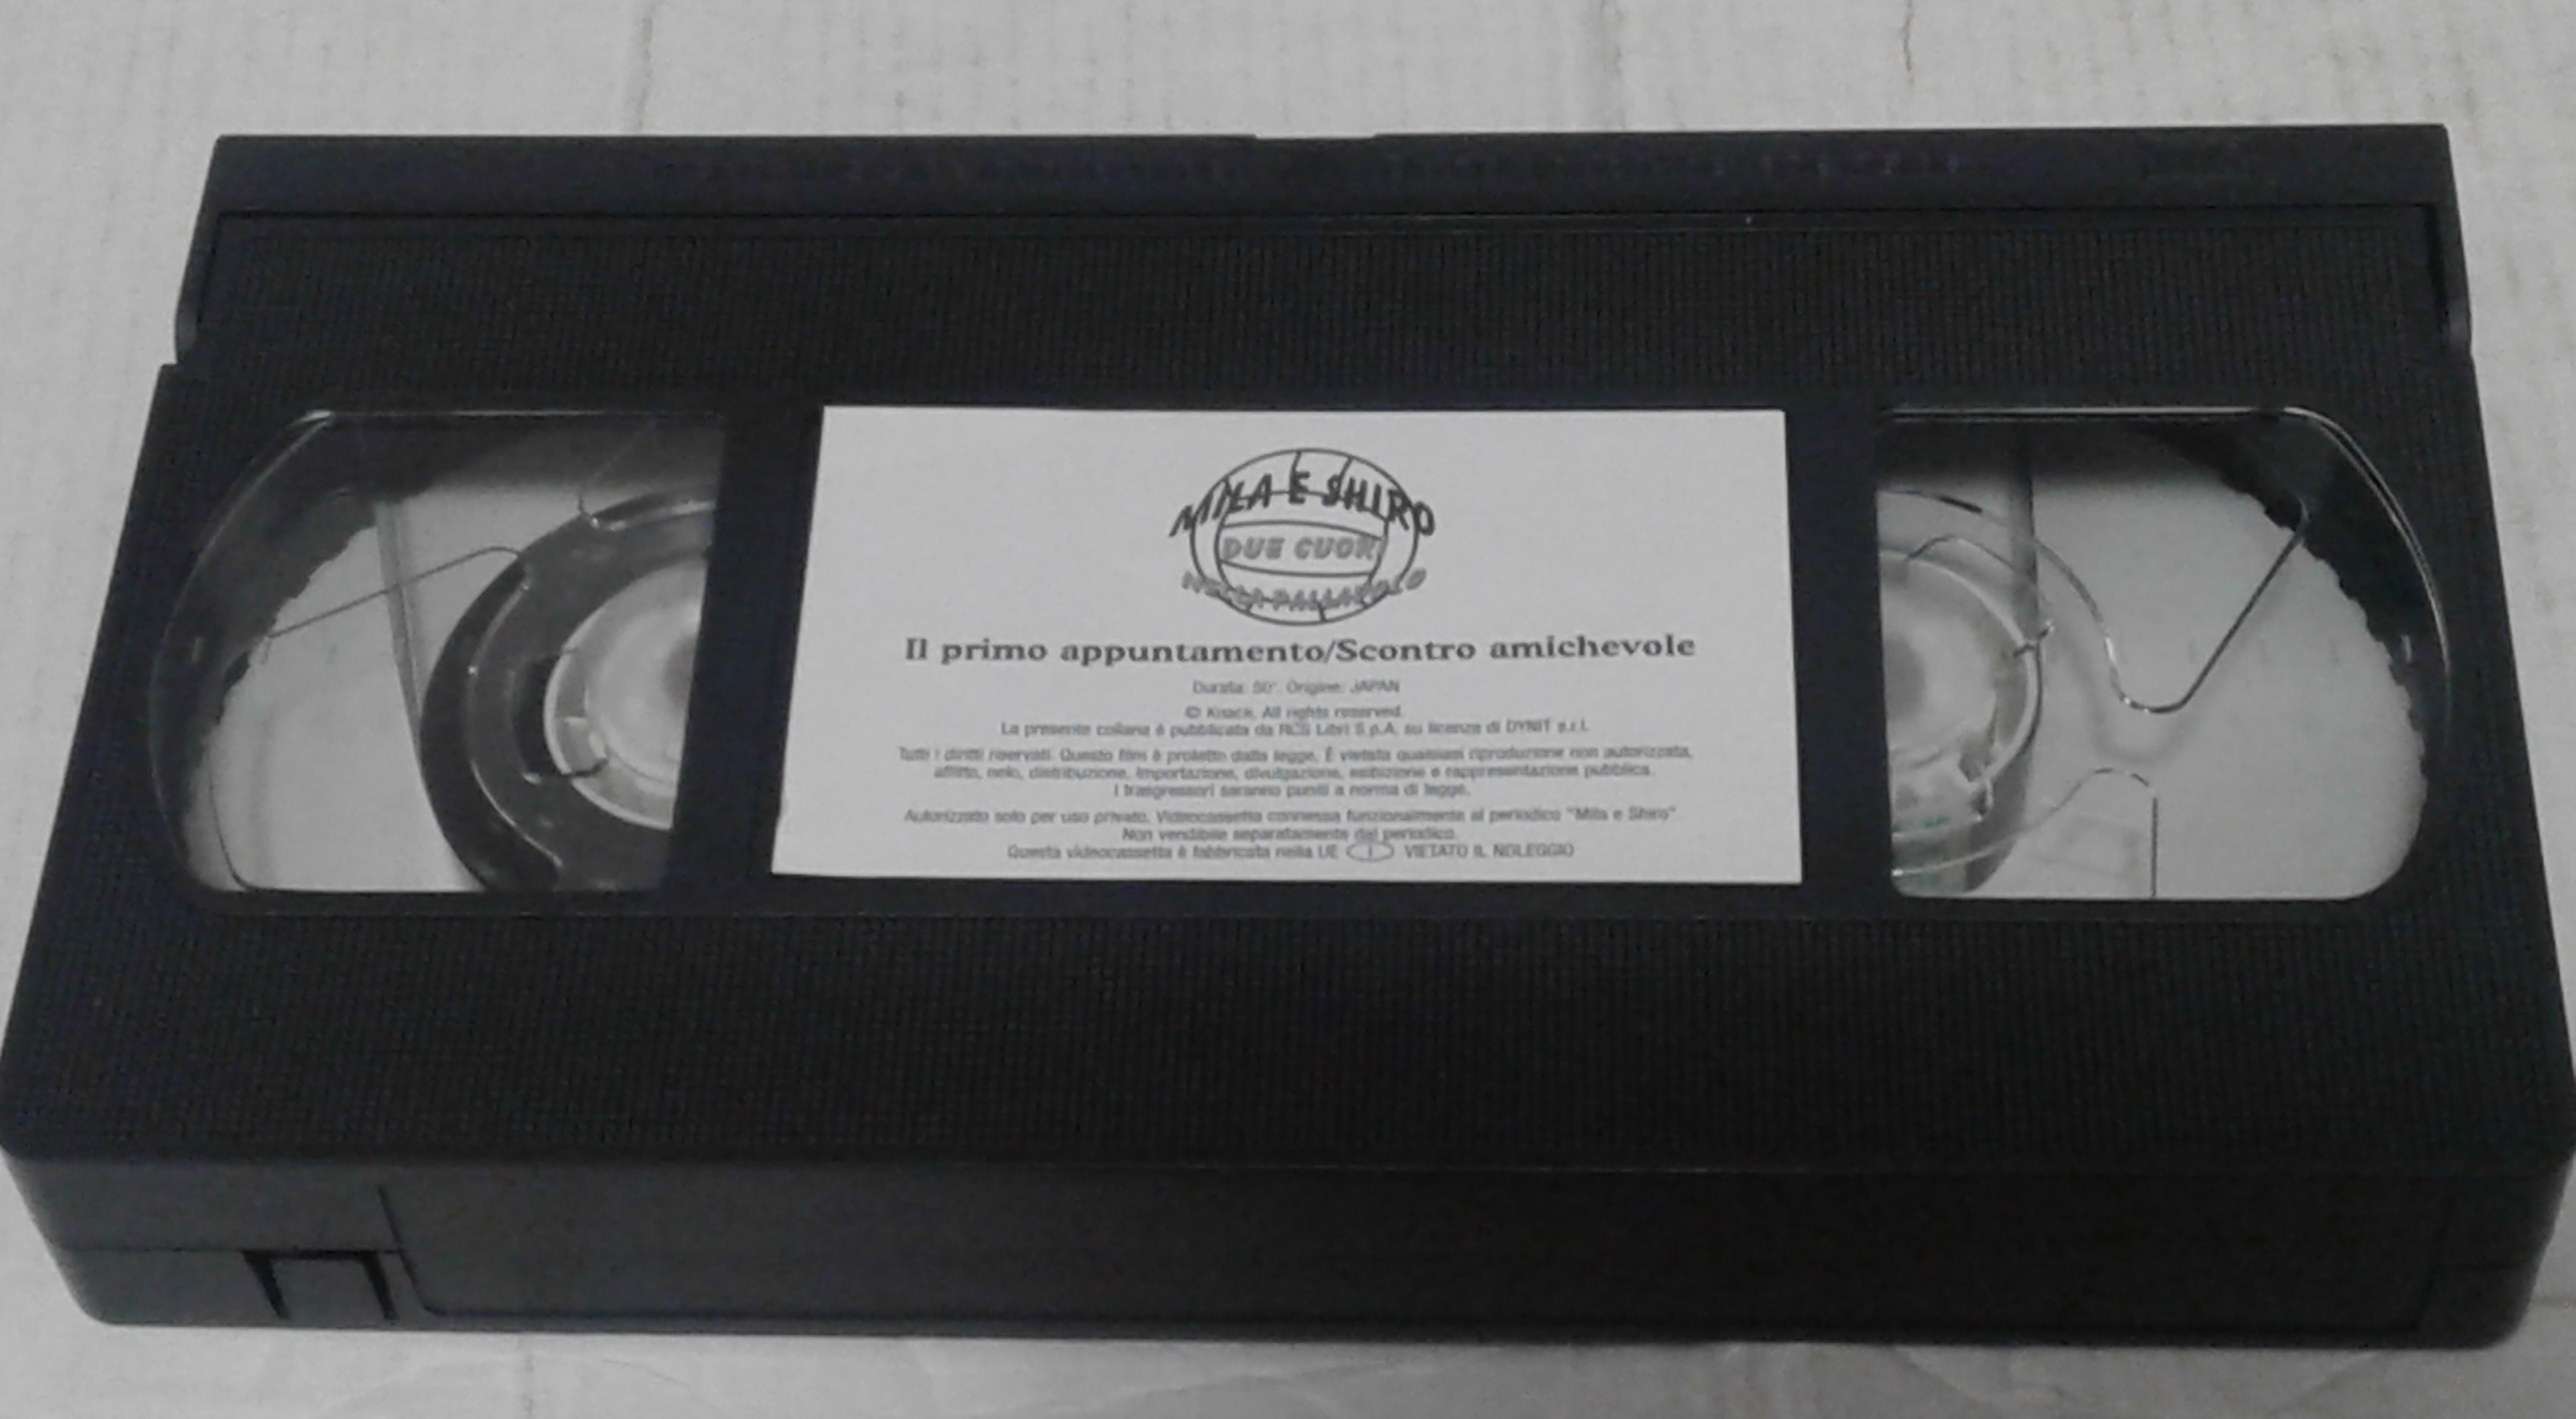 MILA E SHIRO
DUE CUORI
NELLA PALLAVOLO
Il primo appuntamento/Scontro amichevole
Durata: 50'. Origine: JAPAN
© Knack. All rights reserved.
La presente collana è pubblicata da RCS Libri S.p.A. su licenza di DYNIT s.r.l.
Tutti i diritti riservati. Questo film è protetto dalla legge. È vietata qualsiasi riproduzione non autorizzata,
affitto, nolo, distribuzione, importazione, divulgazione, esibizione e rappresentazione pubblica.
I trasgressori saranno puniti a norma di legge.
Autorizzato solo per uso privato. Videocassetta connessa funzionalmente al periodico "Mila e Shiro"
Non vendibile separatamente dal periodico.
Questa videocassetta è fabbricata nella UE I VIETATO IL NOLEGGIO